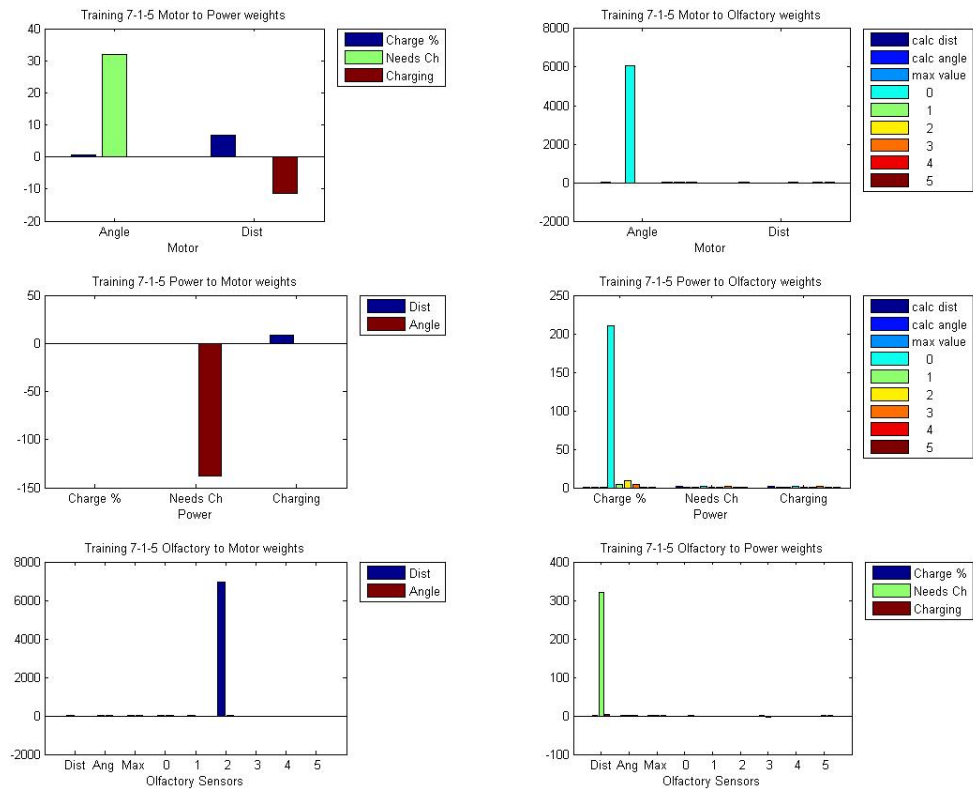 Training 7-1-5 Motor to Power weights
40
30
20
10
0
-10
-20
Angle Dist
Motor
Charge %
Needs Ch
Charging
Training 7-1-5 Motor to Olfactory weights
8000
6000
4000
2000
0
-2000
Angle Dist
Motor
calc dist
calc angle
max value
0
1
2
3
4
5
Training 7-1-5 Power to Motor weights
50
0
-50
-100
-150
Charge % Needs Ch Charging
Power
Dist
Angle
Training 7-1-5 Power to Olfactory weights
250
200
150
100
50
0
Charge % Needs Ch Charging
Power
calc dist
calc angle
max value
0
1
2
3
4
5
Training 7-1-5 Olfactory to Motor weights
8000
6000
4000
2000
0
-2000
Dist Ang Max 0 1 2 3 4 5
Olfactory Sensors
Dist
Angle
Training 7-1-5 Olfactory to Power weights
400
300
200
100
0
-100
Dist Ang Max 0 1 2 3 4 5
Olfactory Sensors
Charge %
Needs Ch
Charging